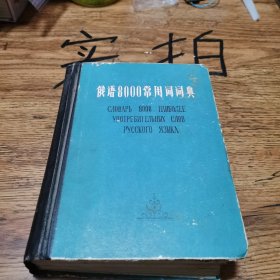 实拍
俄语8000常用词词典
СЛОВАРЬ 8000 НАИБОЛЕЕ
УПОТРЕБИТЕЛЬНЫХ СЛОВ
РУССКОГО ЯЗЫКА